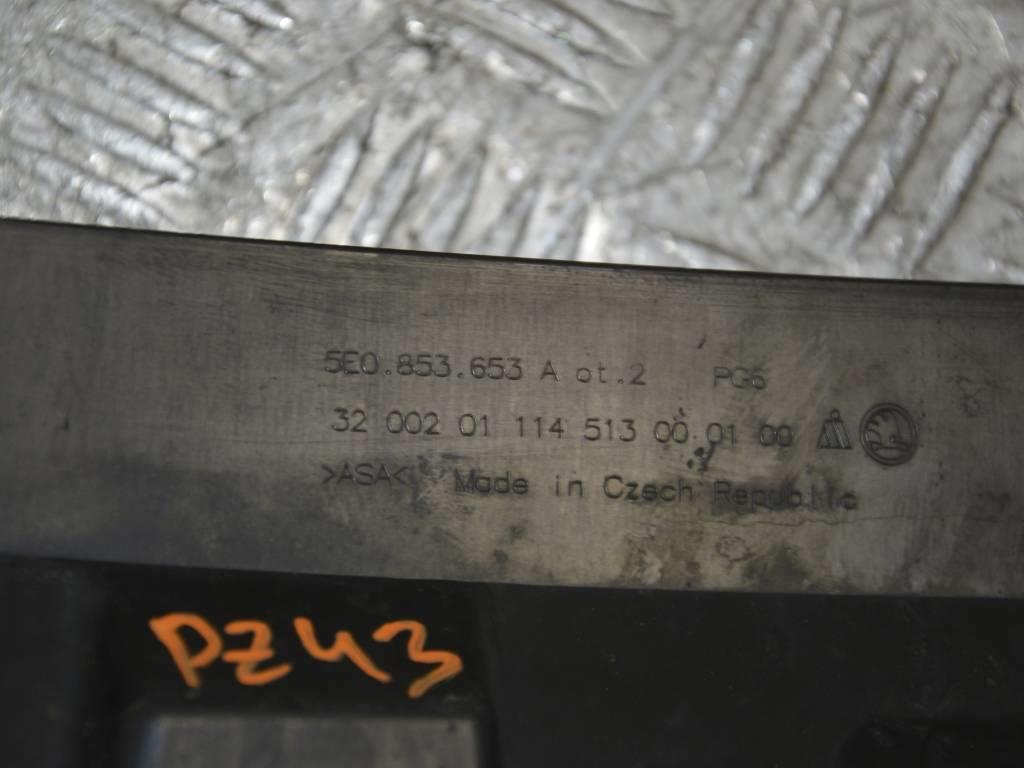 5E0.853.653 A ot.2 PG6
32 002 01 114 513 00 01 00
>ASA< Made in Czech Republic
PZ43